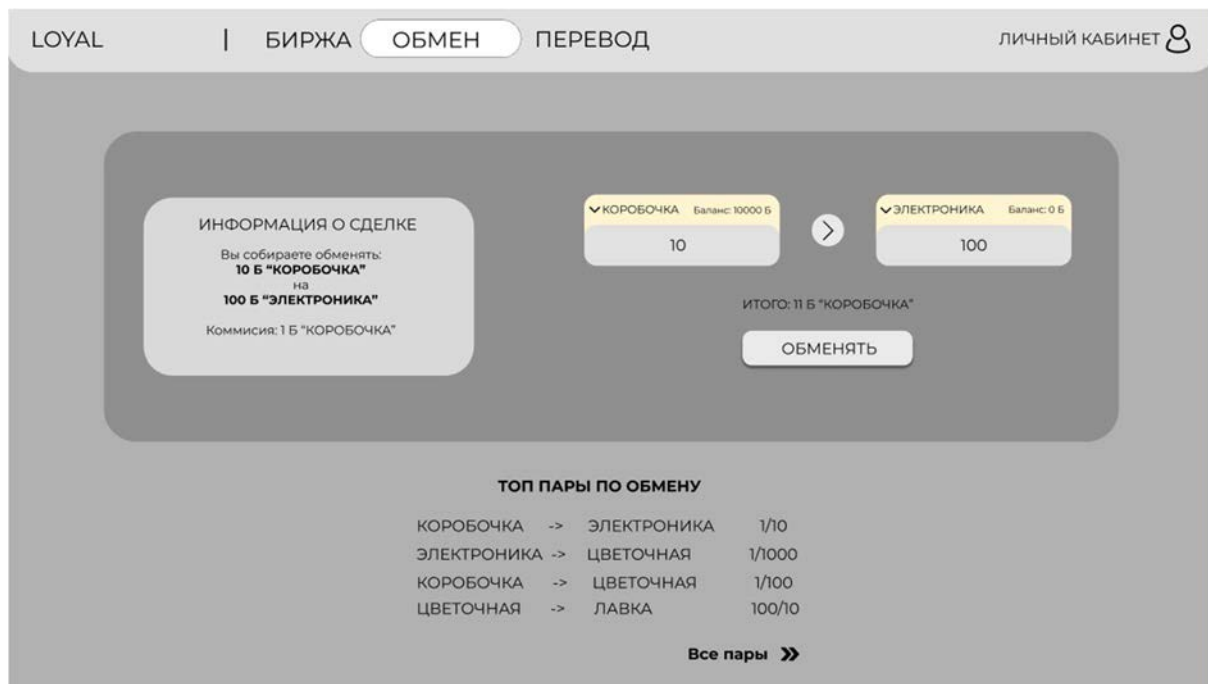 LOYAL | БИРЖА ОБМЕН ПЕРЕВОД ЛИЧНЫЙ КАБИНЕТ
ИНФОРМАЦИЯ О СДЕЛКЕ
Вы собираете обменять:
10 Б “КОРОБОЧКА”
на
100 Б “ЭЛЕКТРОНИКА”
Коммисия: 1 Б “КОРОБОЧКА”
КОРОБОЧКА Баланс: 10000 Б
10
>
ЭЛЕКТРОНИКА Баланс: 0 Б
100
ИТОГО: 11 Б “КОРОБОЧКА”
ОБМЕНЯТЬ
ТОП ПАРЫ ПО ОБМЕНУ
КОРОБОЧКА -> ЭЛЕКТРОНИКА 1/10
ЭЛЕКТРОНИКА -> ЦВЕТОЧНАЯ 1/1000
КОРОБОЧКА -> ЦВЕТОЧНАЯ 1/100
ЦВЕТОЧНАЯ -> ЛАВКА 100/10
Все пары »